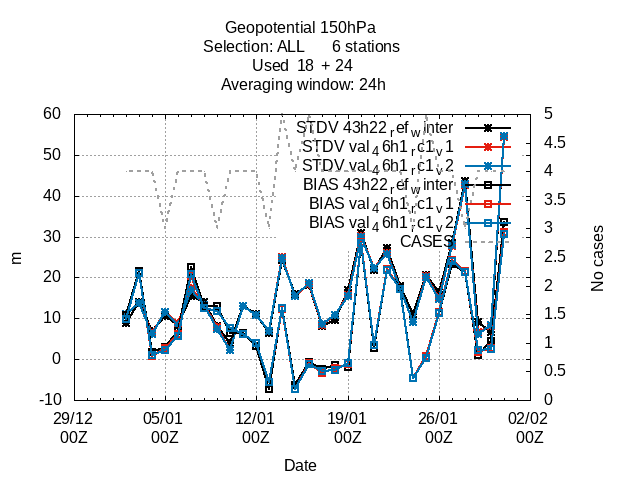 Geopotential 150hPa
Selection: ALL 6 stations
Used 18 + 24
Averaging window: 24h
STDV 43h22_ref_winter
STDV val_46h1_rc1_v1
STDV val_46h1_rc1_v2
BIAS 43h22_ref_winter
BIAS val_46h1_rc1_v1
BIAS val_46h1_rc1_v2
CASES
60
50
40
30
20
10
0
-10
m
5
4.5
4
3.5
3
2.5
2
1.5
1
0.5
0
No cases
29/12 05/01 12/01 19/01 26/01 02/02
00Z 00Z 00Z 00Z 00Z 00Z
Date